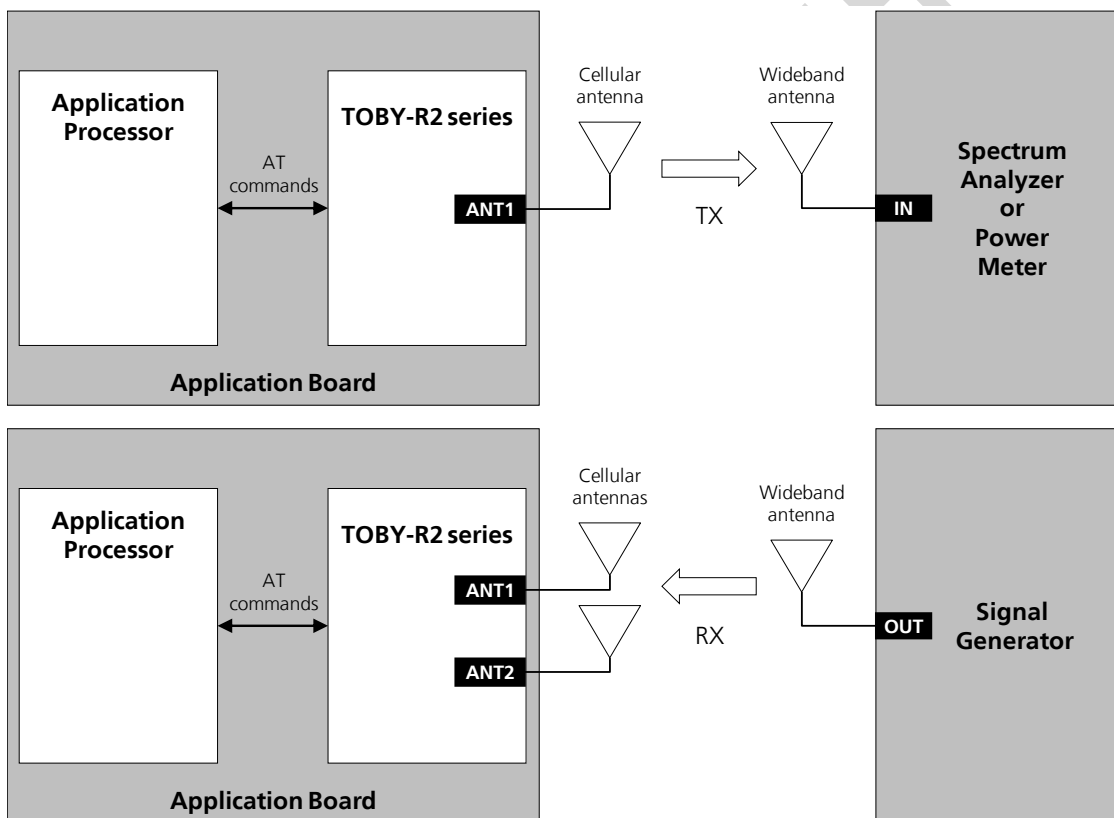 Application
Processor
AT
commands
TOBY-R2 series
ANT1
Application Board
Cellular
antenna
TX
Wideband
antenna
IN
Spectrum
Analyzer
or
Power
Meter
Application
Processor
AT
commands
TOBY-R2 series
ANT1
ANT2
Application Board
Cellular
antennas
RX
Wideband
antenna
OUT
Signal
Generator